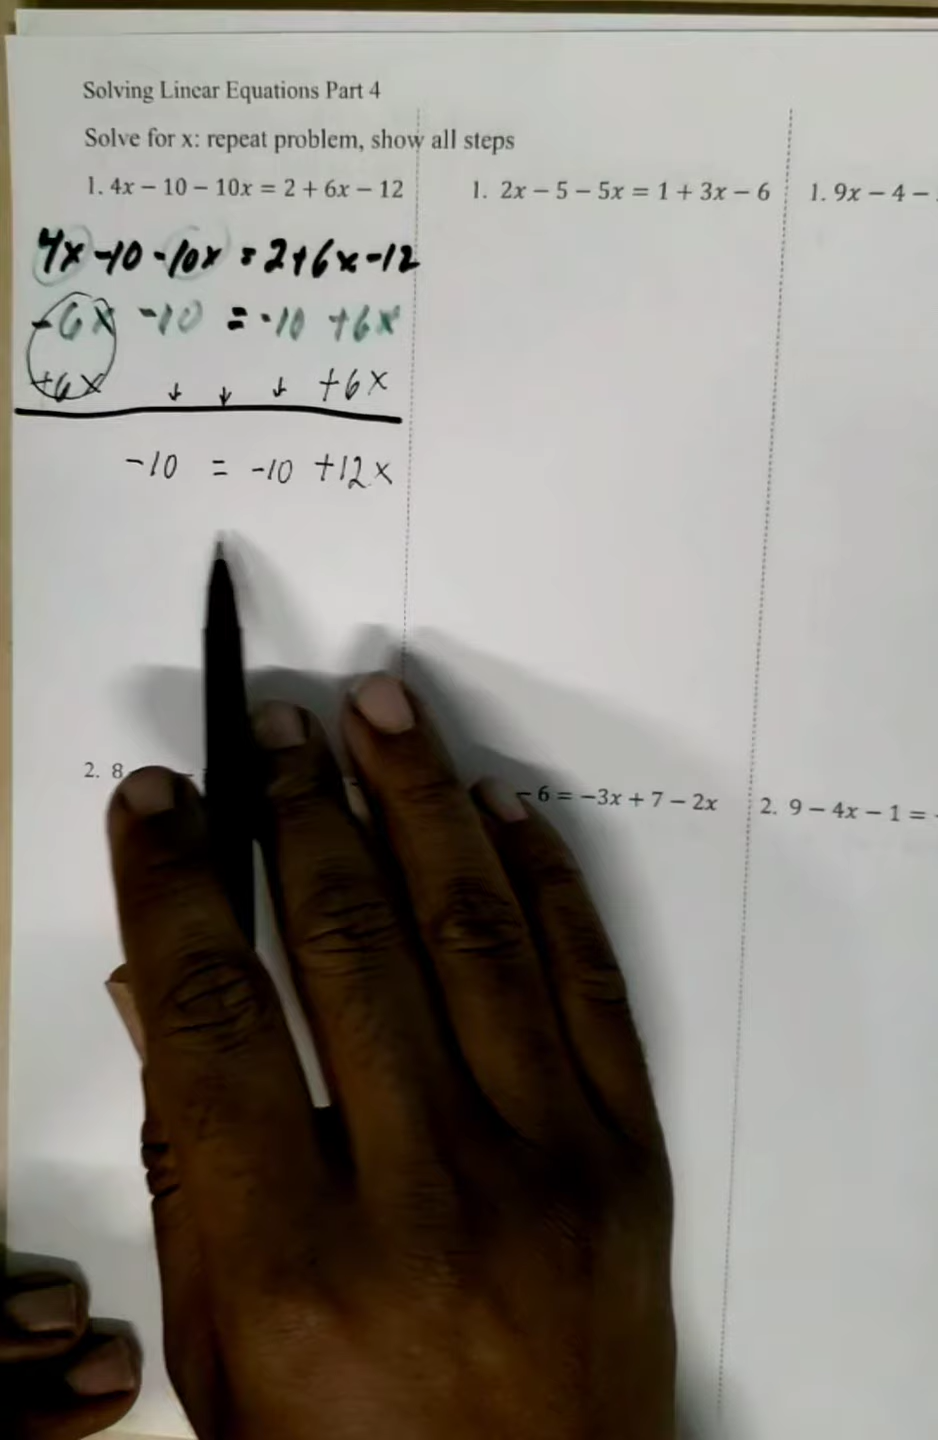 Solving Linear Equations Part 4
Solve for x: repeat problem, show all steps
1. 4x − 10 − 10x = 2 + 6x − 12
1. 2x − 5 − 5x = 1 + 3x − 6
1. 9x − 4 −
4x -10 -10x = 2+6x-12
-6x -10 = -10 +6x
+6x ↓ ↓ ↓ +6x
-10 = -10 +12x
2. 8
− 6 = −3x + 7 − 2x
2. 9 − 4x − 1 =